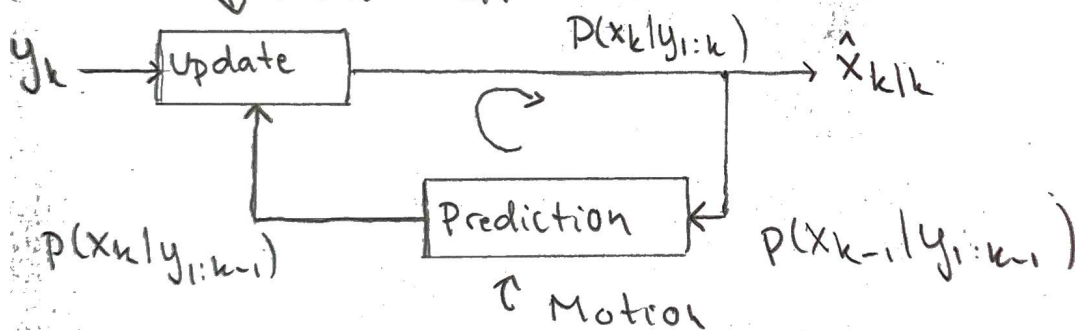 P(xk|y1:k)
yk update x̂k|k
Prediction
p(xk|y1:k-1) p(xk-1|y1:k-1)
Motion